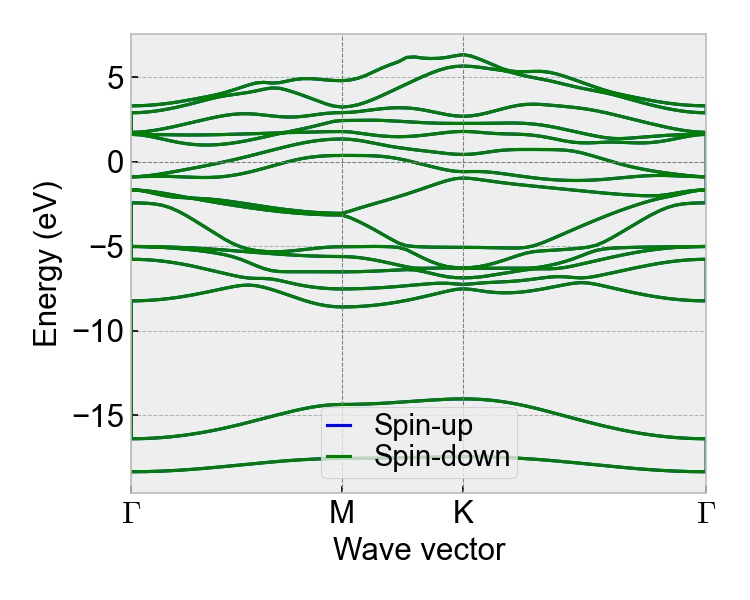 Energy (eV)
5
0
−5
−10
−15
Spin-up
Spin-down
Γ M K Γ
Wave vector